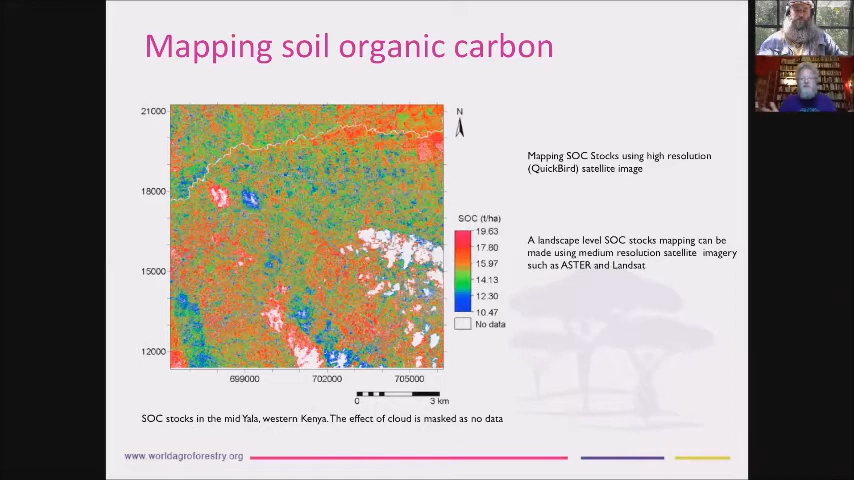 Mapping soil organic carbon
21000
18000
15000
12000
699000
702000
705000
N
SOC (t/ha)
19.63
17.80
15.97
14.13
12.30
10.47
No data
0
3 km
Mapping SOC Stocks using high resolution
(QuickBird) satellite image
A landscape level SOC stocks mapping can be
made using medium resolution satellite imagery
such as ASTER and Landsat
SOC stocks in the mid Yala, western Kenya. The effect of cloud is masked as no data
www.worldagroforestry.org